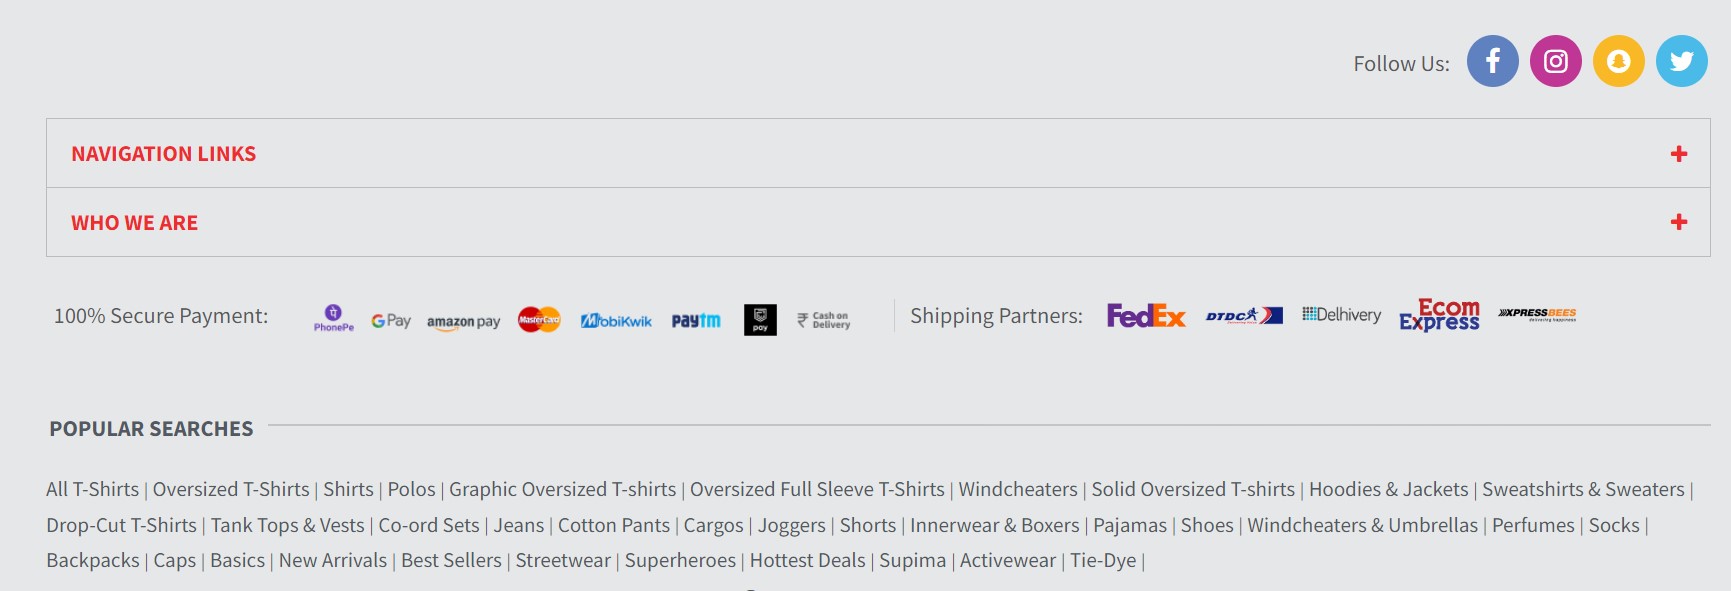 Follow Us:
NAVIGATION LINKS
WHO WE ARE
100% Secure Payment: PhonePe G Pay amazon pay MasterCard MobiKwik paytm pay ₹ Cash on Delivery
Shipping Partners: FedEx DTDC Delhivery Ecom Express XPRESSBEES
POPULAR SEARCHES
All T-Shirts | Oversized T-Shirts | Shirts | Polos | Graphic Oversized T-shirts | Oversized Full Sleeve T-Shirts | Windcheaters | Solid Oversized T-shirts | Hoodies & Jackets | Sweatshirts & Sweaters |
Drop-Cut T-Shirts | Tank Tops & Vests | Co-ord Sets | Jeans | Cotton Pants | Cargos | Joggers | Shorts | Innerwear & Boxers | Pajamas | Shoes | Windcheaters & Umbrellas | Perfumes | Socks |
Backpacks | Caps | Basics | New Arrivals | Best Sellers | Streetwear | Superheroes | Hottest Deals | Supima | Activewear | Tie-Dye |